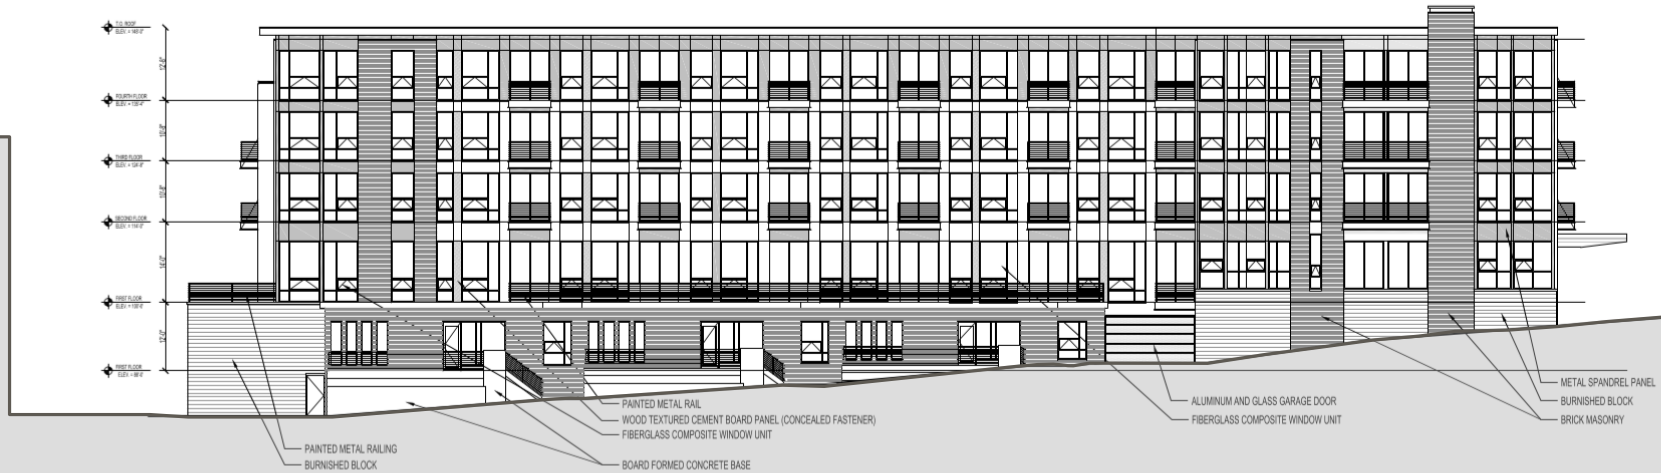 T.O. ROOF
FOURTH FLOOR
THIRD FLOOR
SECOND FLOOR
FIRST FLOOR
FIRST FLOOR
PAINTED METAL RAIL
WOOD TEXTURED CEMENT BOARD PANEL (CONCEALED FASTENER)
FIBERGLASS COMPOSITE WINDOW UNIT
PAINTED METAL RAILING
BURNISHED BLOCK
BOARD FORMED CONCRETE BASE
ALUMINUM AND GLASS GARAGE DOOR
FIBERGLASS COMPOSITE WINDOW UNIT
METAL SPANDREL PANEL
BURNISHED BLOCK
BRICK MASONRY